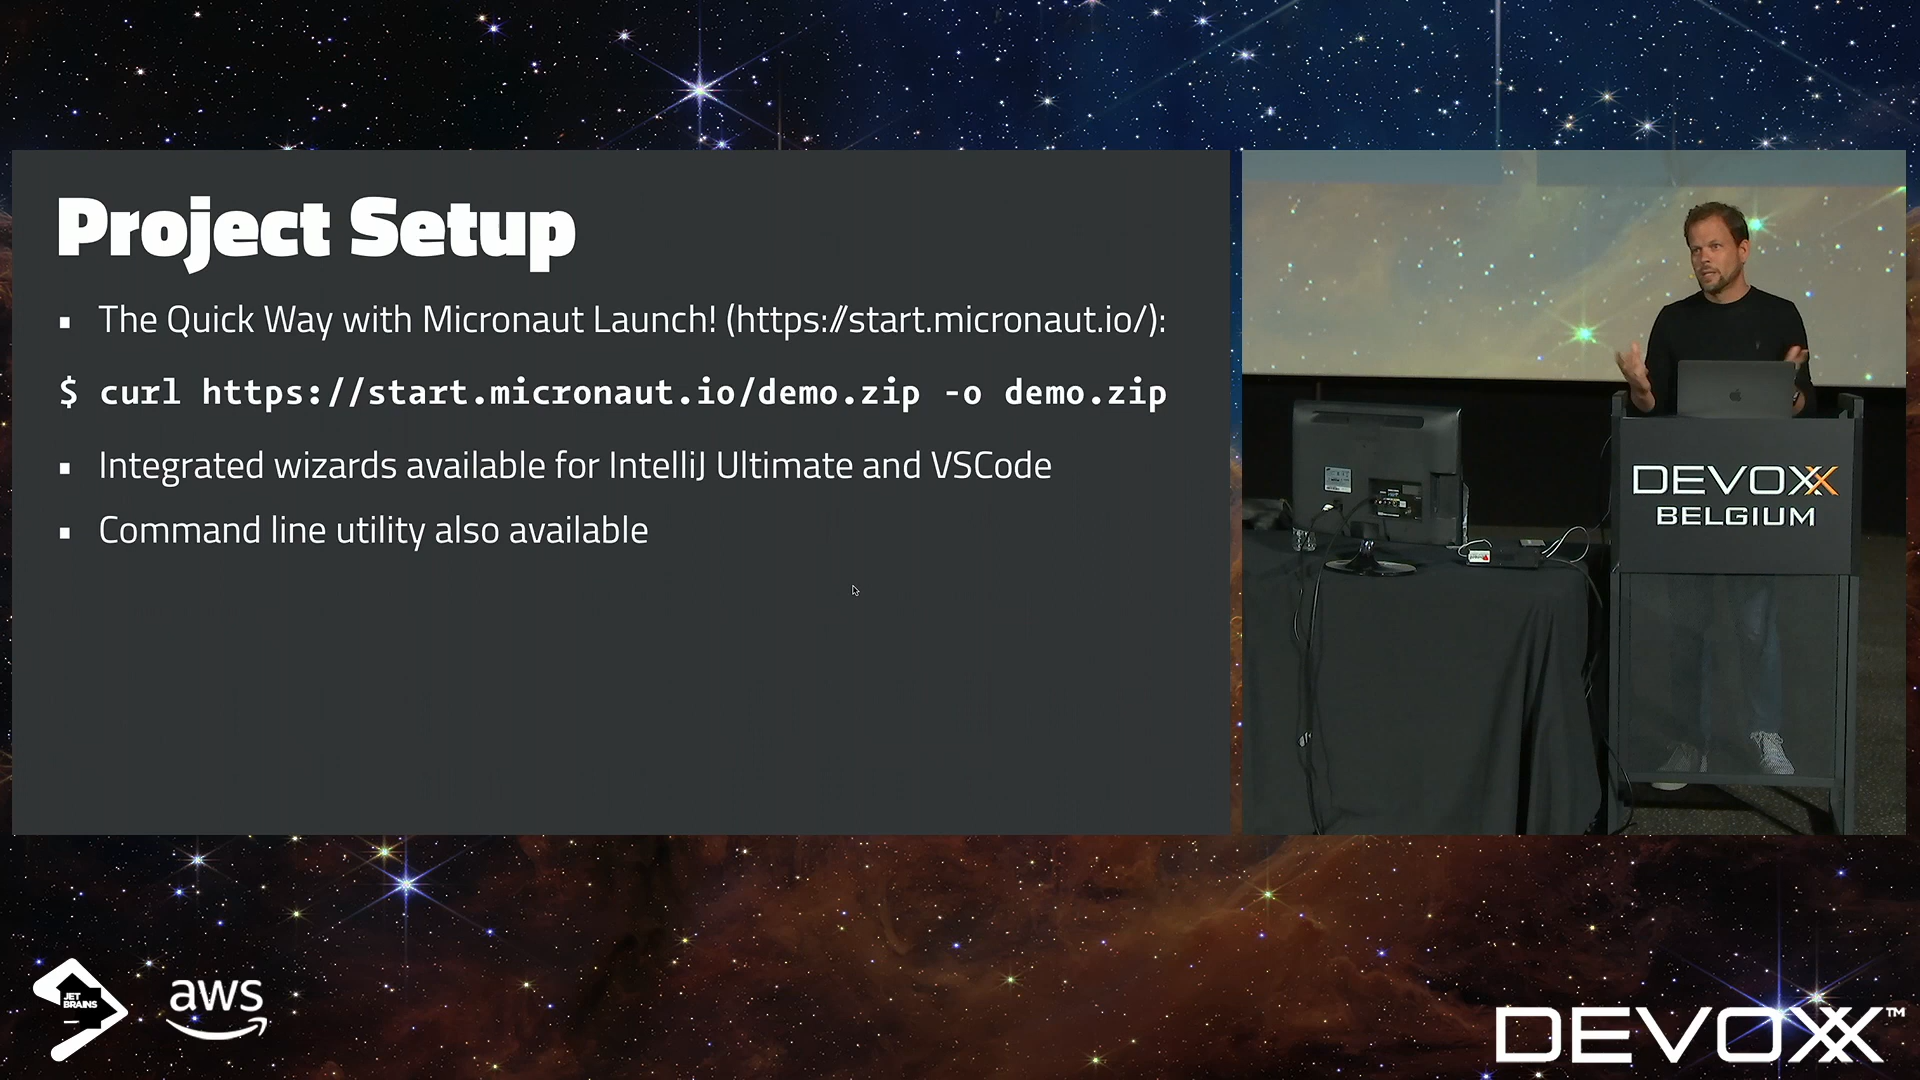 Project Setup
▪ The Quick Way with Micronaut Launch! (https://start.micronaut.io/):
$ curl https://start.micronaut.io/demo.zip -o demo.zip
▪ Integrated wizards available for IntelliJ Ultimate and VSCode
▪ Command line utility also available
DEVOXX
BELGIUM
JET
BRAINS
aws
DEVOXX™